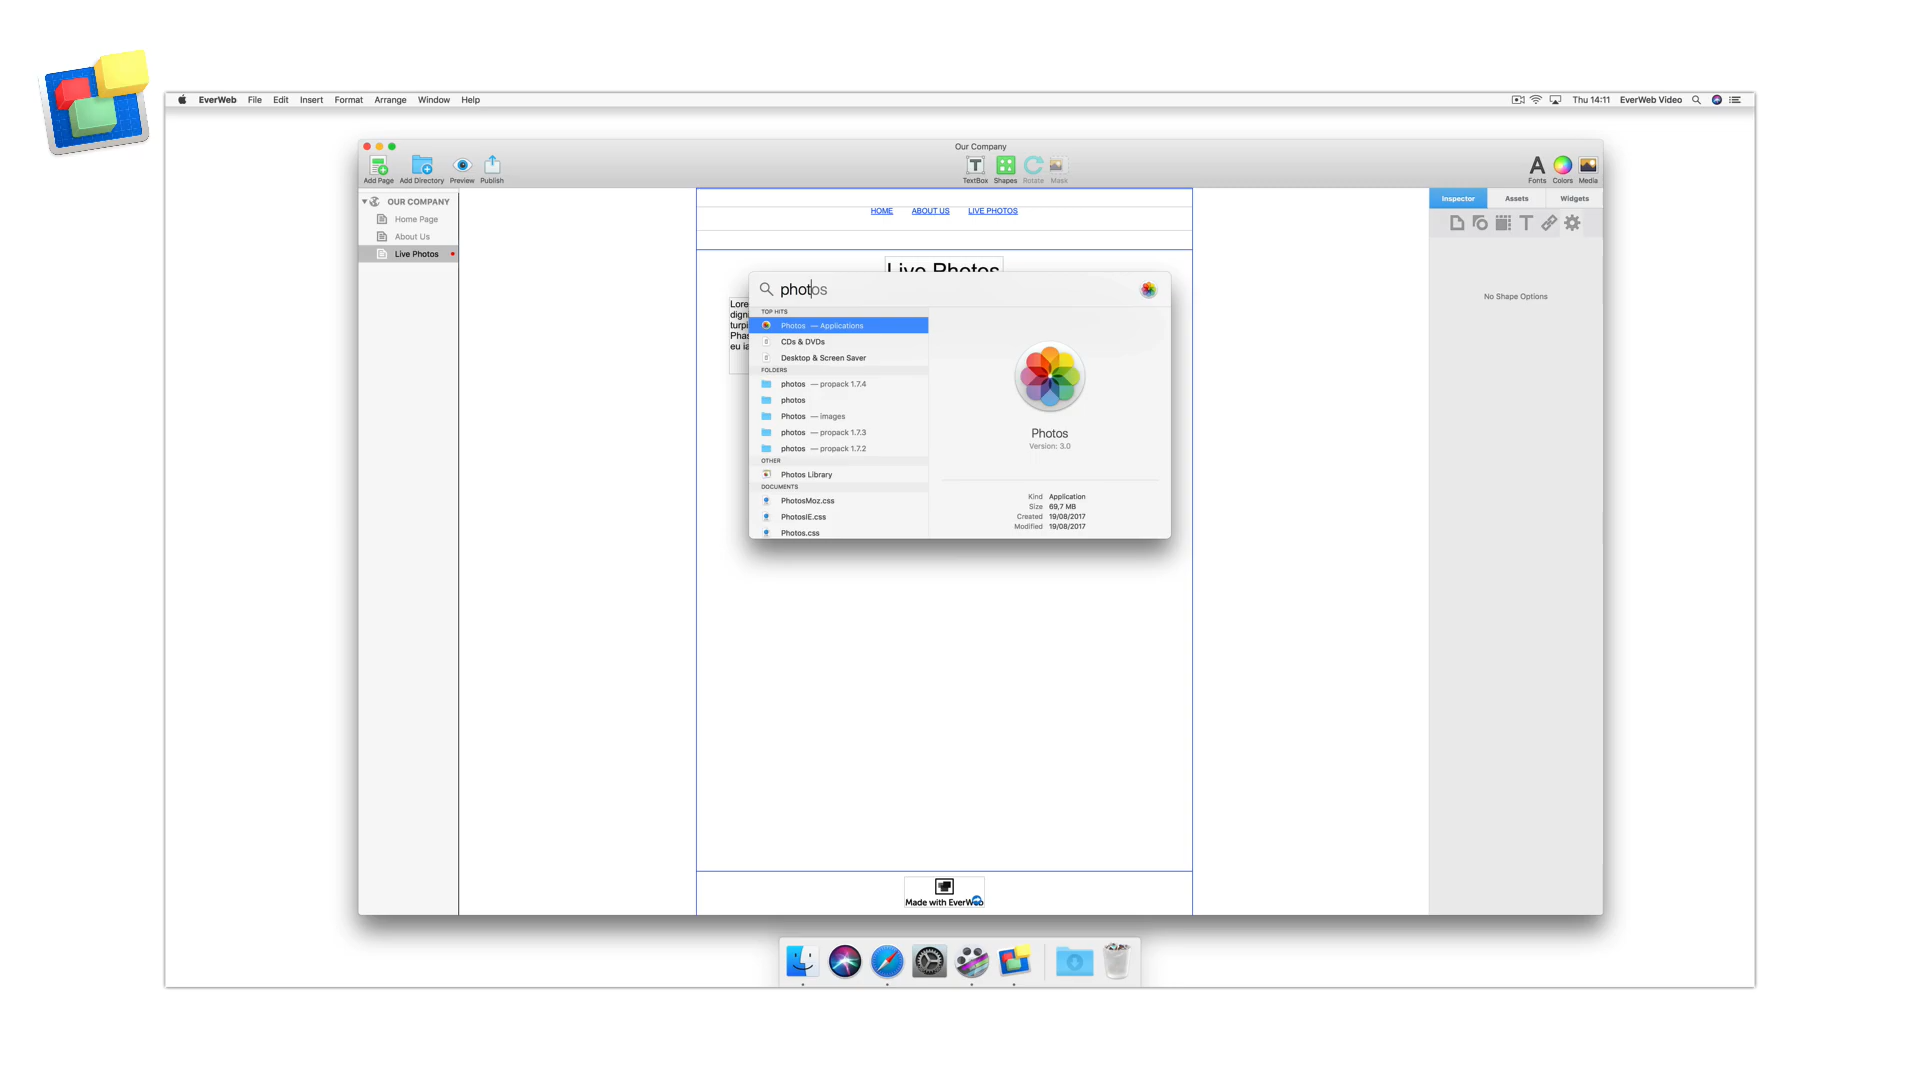 EverWeb File Edit Insert Format Arrange Window Help Thu 14:11 EverWeb Video
Our Company
Add Page Add Directory Preview Publish TextBox Shapes Rotate Mask Fonts Colors Media
OUR COMPANY
Home Page
About Us
Live Photos
HOME ABOUT US LIVE PHOTOS
Live Photos
Inspector Assets Widgets
No Shape Options
photos
TOP HITS
Photos — Applications
CDs & DVDs
Desktop & Screen Saver
FOLDERS
photos — propack 1.7.4
photos
Photos — images
photos — propack 1.7.3
photos — propack 1.7.2
OTHER
Photos Library
DOCUMENTS
PhotosMoz.css
PhotosIE.css
Photos.css
Photos
Version: 3.0
Kind Application
Size 69,7 MB
Created 19/08/2017
Modified 19/08/2017
Made with EverWeb